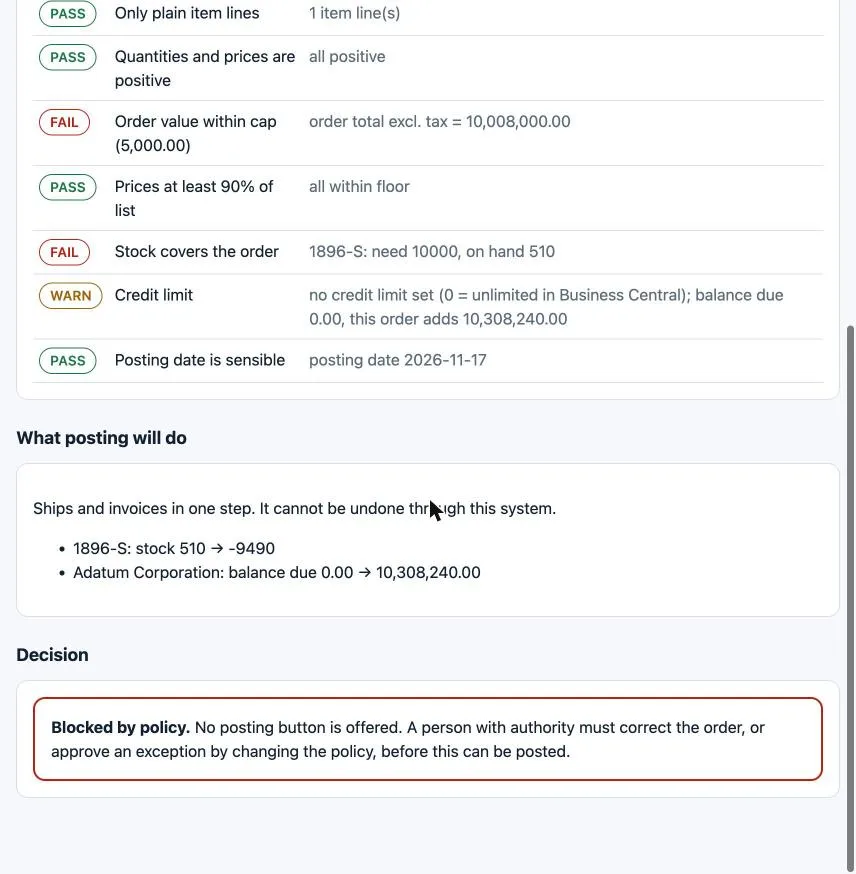 PASS Only plain item lines 1 item line(s)
PASS Quantities and prices are all positive
positive
FAIL Order value within cap order total excl. tax = 10,008,000.00
(5,000.00)
PASS Prices at least 90% of all within floor
list
FAIL Stock covers the order 1896-S: need 10000, on hand 510
WARN Credit limit no credit limit set (0 = unlimited in Business Central); balance due
0.00, this order adds 10,308,240.00
PASS Posting date is sensible posting date 2026-11-17
What posting will do
Ships and invoices in one step. It cannot be undone through this system.
• 1896-S: stock 510 → -9490
• Adatum Corporation: balance due 0.00 → 10,308,240.00
Decision
Blocked by policy. No posting button is offered. A person with authority must correct the order, or
approve an exception by changing the policy, before this can be posted.